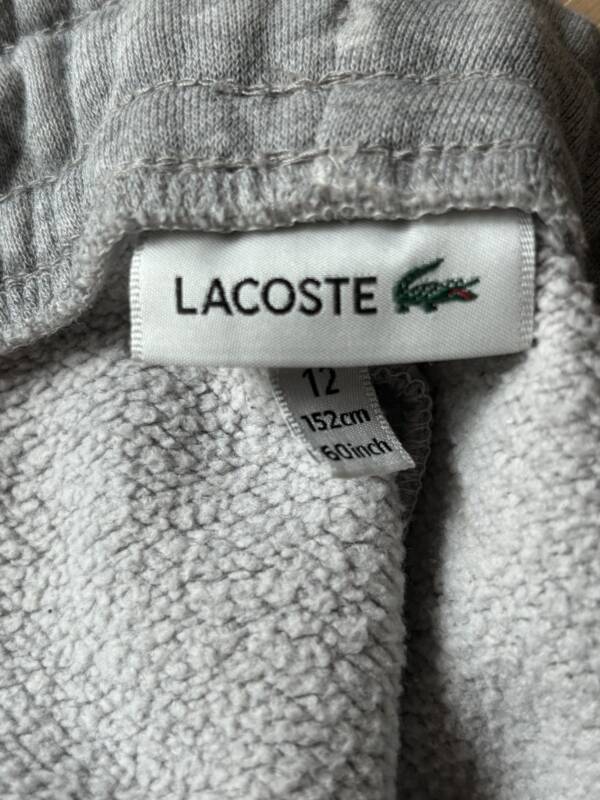 LACOSTE
12
152cm
60inch